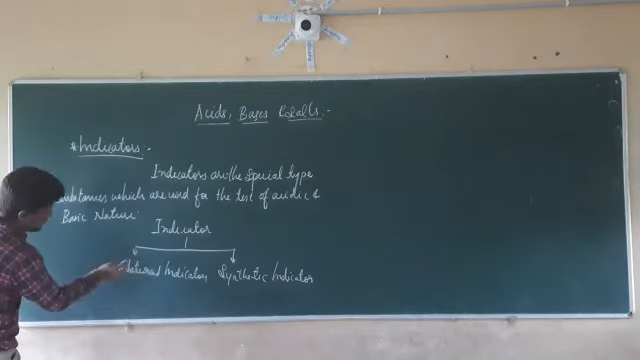 Acids, Bases & Salts :-
* Indicators :-
Indicators are the special type
substances which are used for the test of acidic &
Basic Nature.
Indicator
Natural Indicator Synthetic Indicator